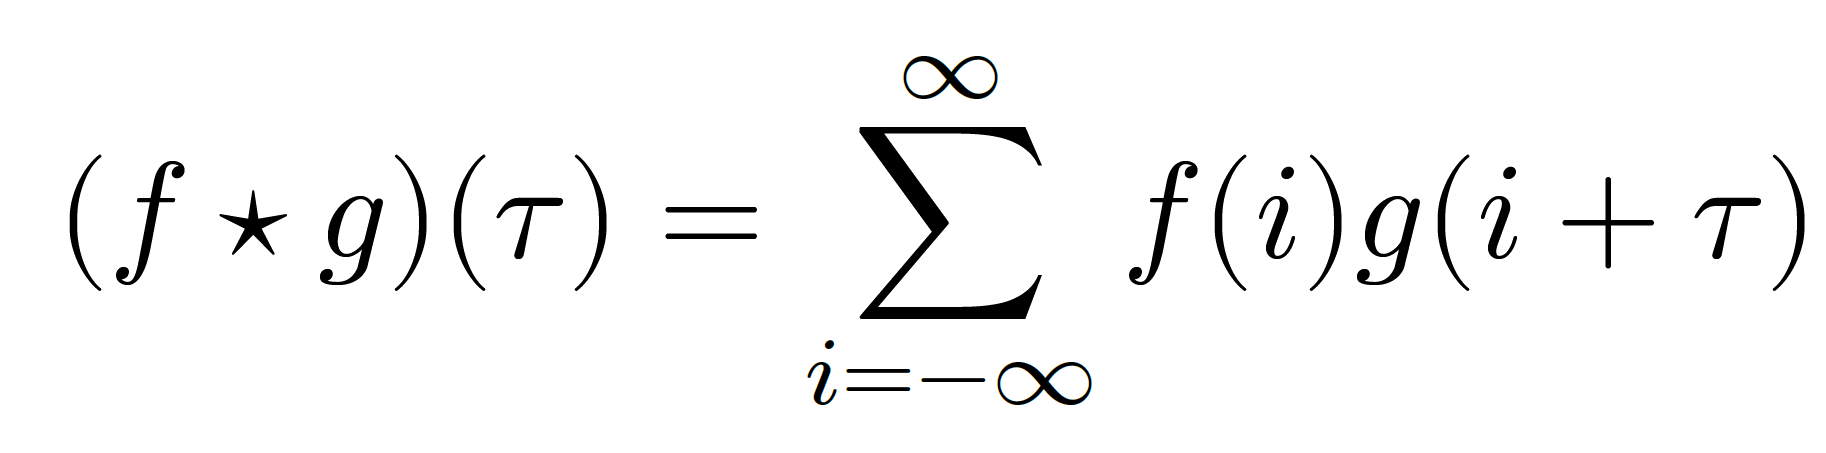 (f ⋆ g)(τ) = ∑_{i=−∞}^{∞} f(i)g(i + τ)